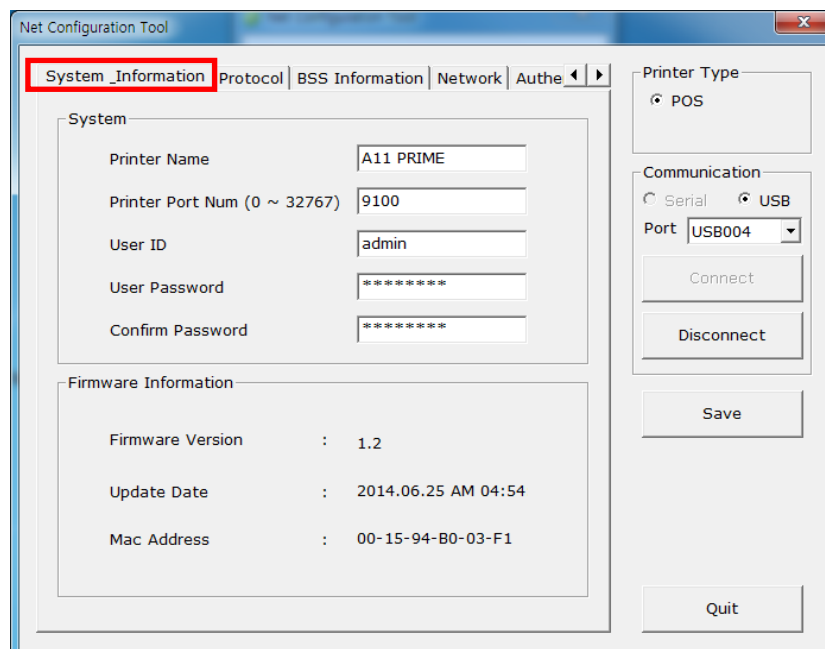 Net Configuration Tool
System _Information Protocol BSS Information Network Authe
System
Printer Name A11 PRIME
Printer Port Num (0 ~ 32767) 9100
User ID admin
User Password ********
Confirm Password ********
Firmware Information
Firmware Version : 1.2
Update Date : 2014.06.25 AM 04:54
Mac Address : 00-15-94-B0-03-F1
Printer Type
POS
Communication
Serial USB
Port USB004
Connect
Disconnect
Save
Quit